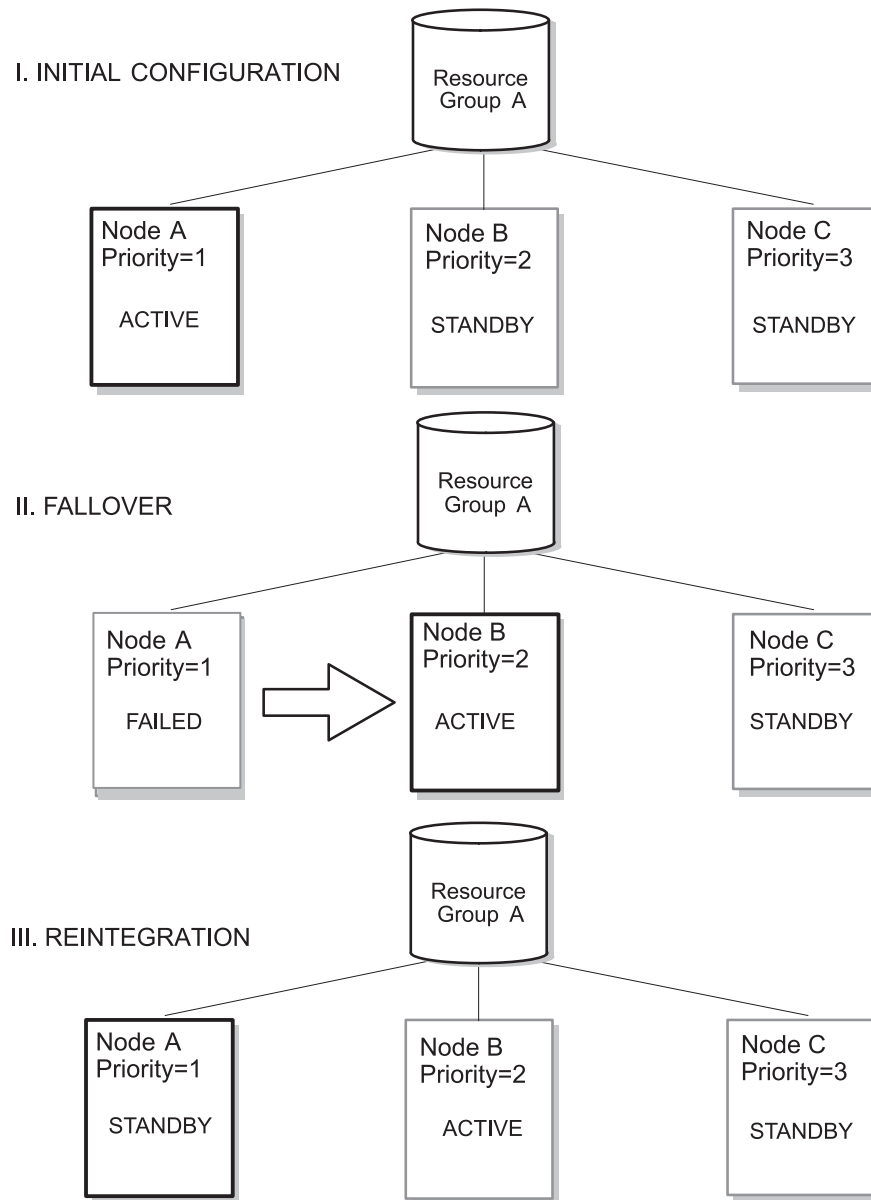 I. INITIAL CONFIGURATION
Resource
Group A
Node A
Priority=1
ACTIVE
Node B
Priority=2
STANDBY
Node C
Priority=3
STANDBY
II. FALLOVER
Resource
Group A
Node A
Priority=1
FAILED
Node B
Priority=2
ACTIVE
Node C
Priority=3
STANDBY
III. REINTEGRATION
Resource
Group A
Node A
Priority=1
STANDBY
Node B
Priority=2
ACTIVE
Node C
Priority=3
STANDBY